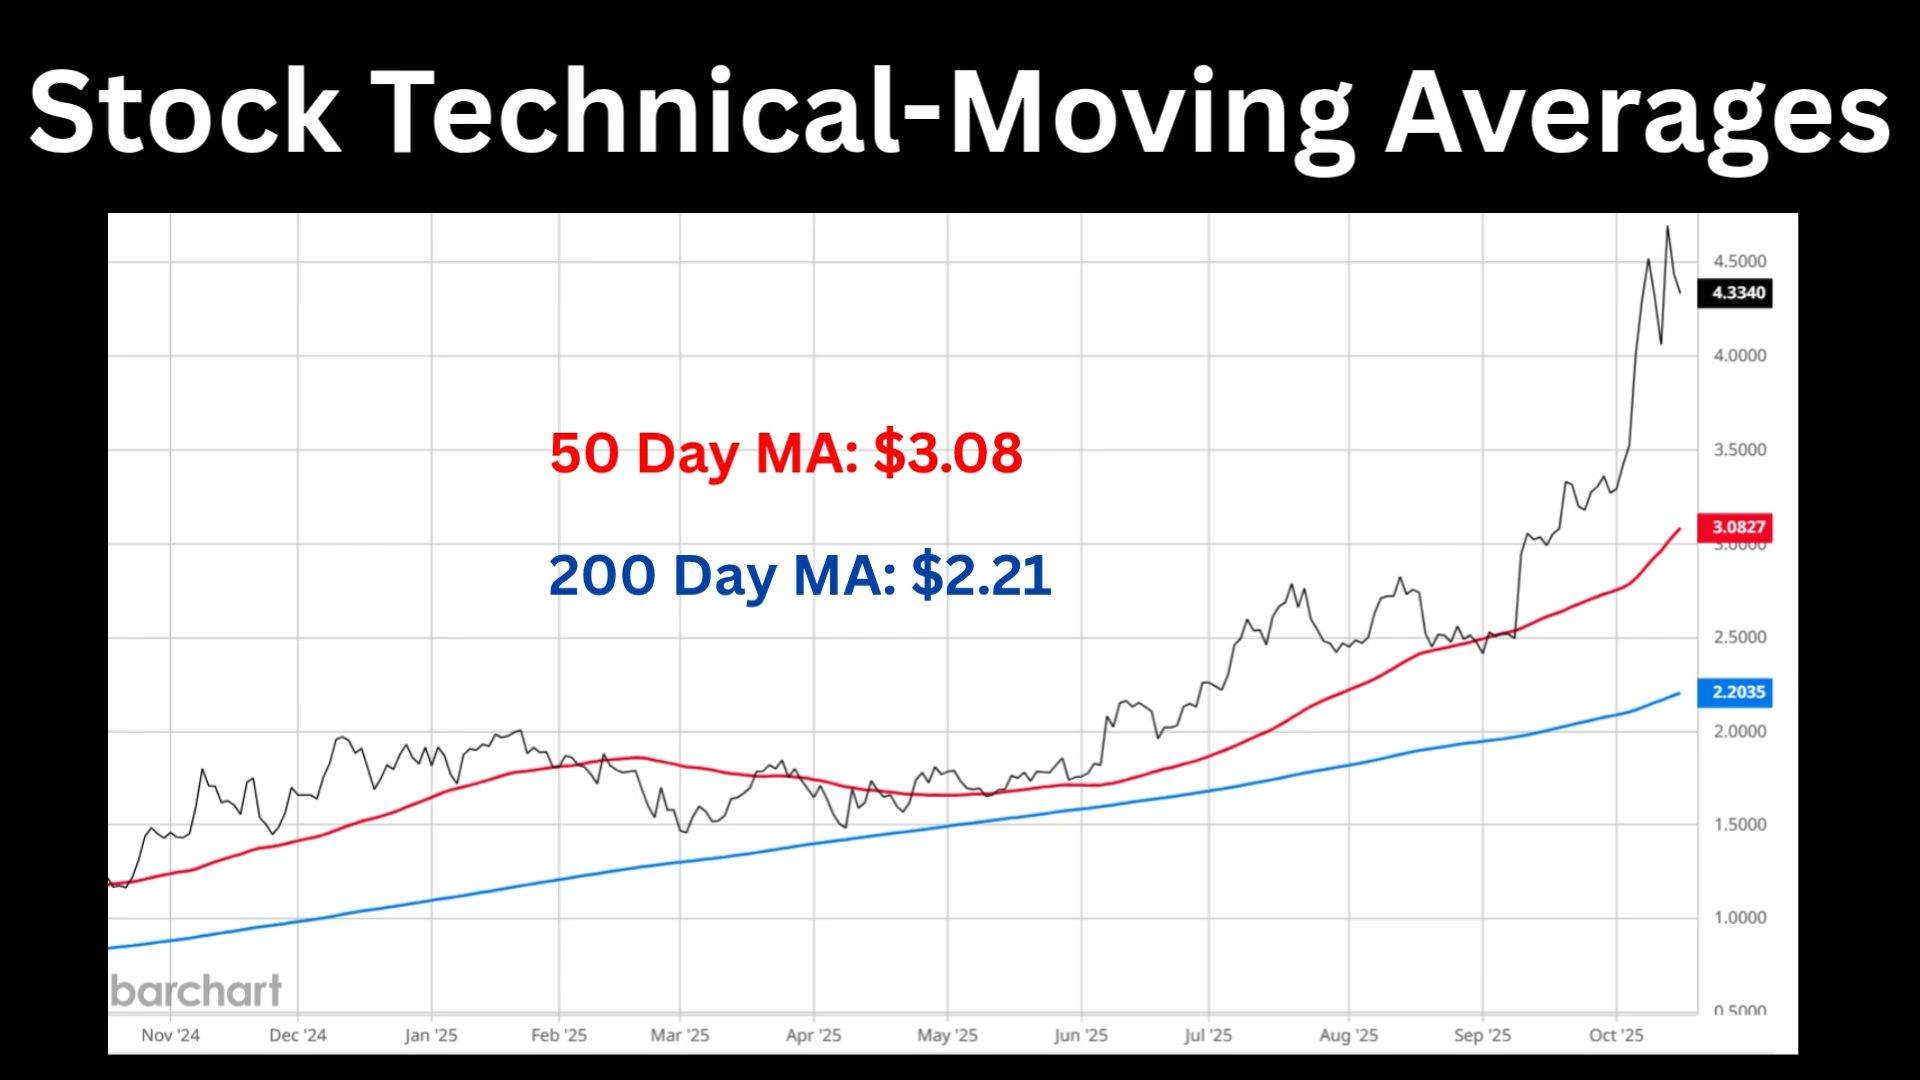 Stock Technical-Moving Averages
4.5000
4.3340
4.0000
50 Day MA: $3.08
3.5000
3.0827
3.0000
200 Day MA: $2.21
2.5000
2.2035
2.0000
1.5000
1.0000
barchart
0.5000
Nov '24 Dec '24 Jan '25 Feb '25 Mar '25 Apr '25 May '25 Jun '25 Jul '25 Aug '25 Sep '25 Oct '25